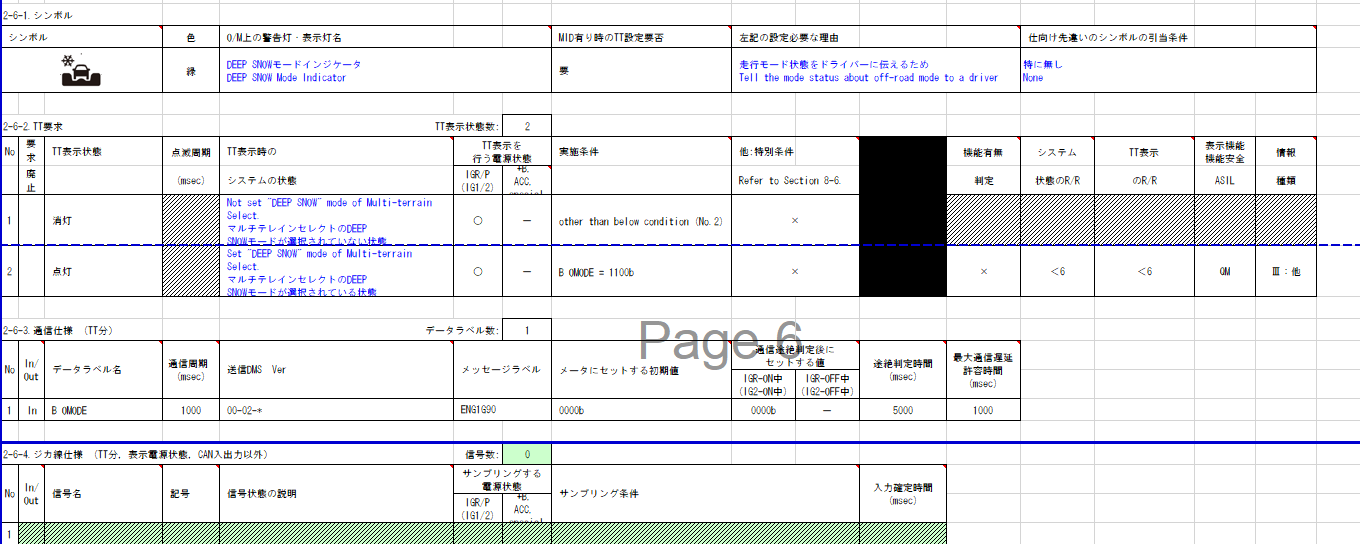 2-6-1.シンボル
シンボル 色 O/M上の警告灯・表示灯名 MID有り時のTT設定要否 左記の設定必要な理由 仕向け先違いのシンボルの引当条件
緑 DEEP SNOWモードインジケータ 要 走行モード状態をドライバーに伝えるため 特に無し
DEEP SNOW Mode Indicator Tell the mode status about off-road mode to a driver None
2-6-2.TT要求 TT表示状態数: 2
No 要求 TT表示状態 点滅周期 TT表示時の TT表示を行う電源状態 実施条件 他:特別条件 機能有無 システム TT表示 表示機能機能安全 情報
廃止 (msec) システムの状態 IGR/P (IG1/2) +B, ACC, Refer to Section 8-6. 判定 状態のR/R のR/R ASIL 種類
1 消灯 Not set "DEEP SNOW" mode of Multi-terrain
Select.
マルチテレインセレクトのDEEP
SNOWモードが選択されていない状態
○ － other than below condition (No.2) ×
2 点灯 Set "DEEP SNOW" mode of Multi-terrain
Select.
マルチテレインセレクトのDEEP
SNOWモードが選択されている状態
○ － B OMODE = 1100b × × ＜6 ＜6 QM Ⅲ：他
2-6-3.通信仕様 （TT分） データラベル数: 1
Page 6
No In/Out データラベル名 通信周期 (msec) 送信DMS Ver メッセージラベル メータにセットする初期値 通信途絶判定後にセットする値 途絶判定時間 (msec) 最大通信遅延許容時間 (msec)
IGR-ON中 (IG2-ON中) IGR-OFF中 (IG2-OFF中)
1 In B OMODE 1000 00-02-* ENG1G90 0000b 0000b － 5000 1000
2-6-4.ジカ線仕様 （TT分, 表示電源状態, CAN入出力以外） 信号数: 0
No In/Out 信号名 記号 信号状態の説明 サンプリングする電源状態 サンプリング条件 入力確定時間 (msec)
IGR/P (IG1/2) +B, ACC,
1